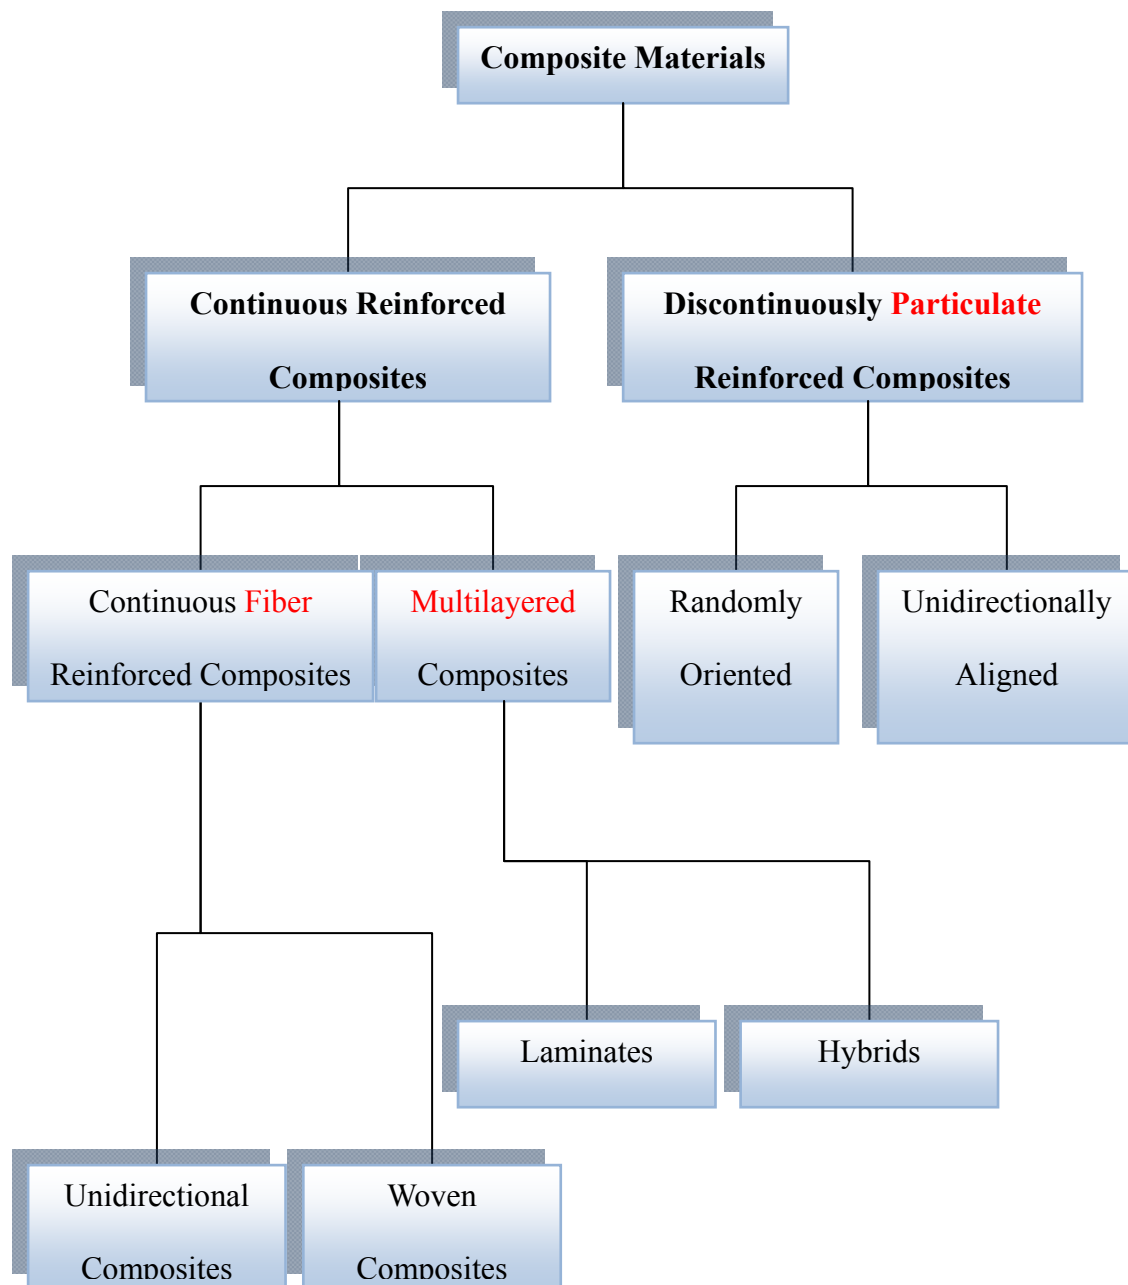 Composite Materials
Continuous Reinforced
Composites
Discontinuously Particulate
Reinforced Composites
Continuous Fiber
Reinforced Composites
Multilayered
Composites
Randomly
Oriented
Unidirectionally
Aligned
Laminates
Hybrids
Unidirectional
Composites
Woven
Composites